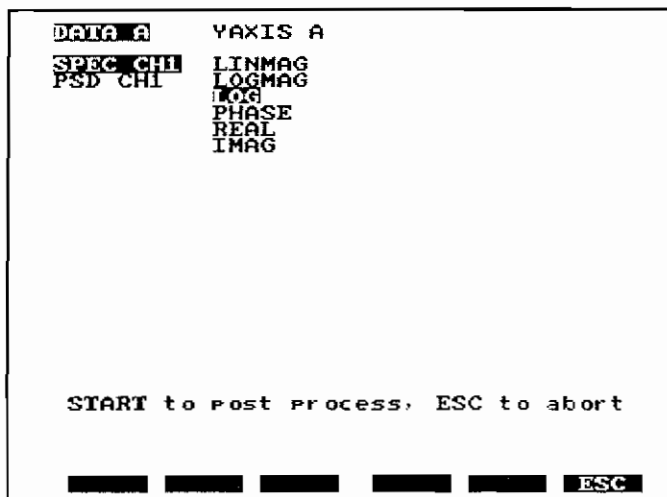 DATA A YAXIS A
SPEC CH1 LINMAG
PSD CH1 LOGMAG
LOG
PHASE
REAL
IMAG
START to post process, ESC to abort
ESC